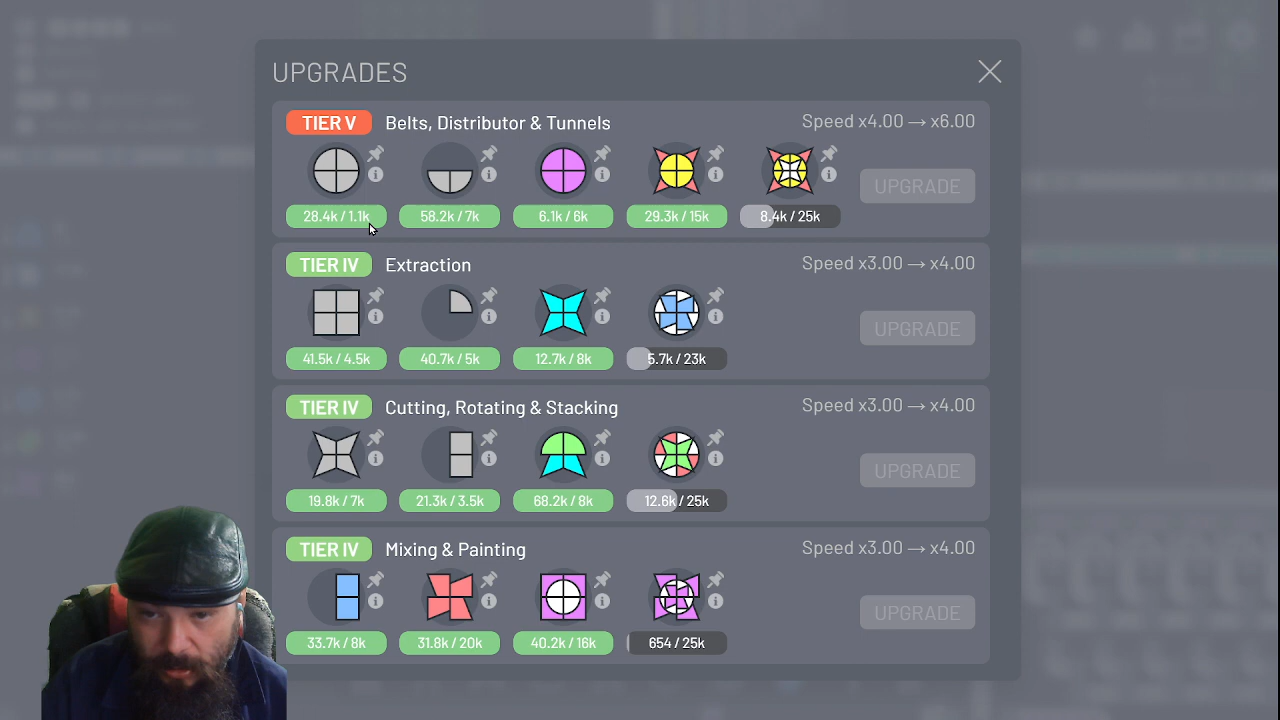 UPGRADES
TIER V Belts, Distributor & Tunnels Speed x4.00 → x6.00
28.4k / 1.1k 58.2k / 7k 6.1k / 6k 29.3k / 15k 8.4k / 25k UPGRADE
TIER IV Extraction Speed x3.00 → x4.00
41.5k / 4.5k 40.7k / 5k 12.7k / 8k 5.7k / 23k UPGRADE
TIER IV Cutting, Rotating & Stacking Speed x3.00 → x4.00
19.8k / 7k 21.3k / 3.5k 68.2k / 8k 12.6k / 25k UPGRADE
TIER IV Mixing & Painting Speed x3.00 → x4.00
33.7k / 8k 31.8k / 20k 40.2k / 16k 654 / 25k UPGRADE